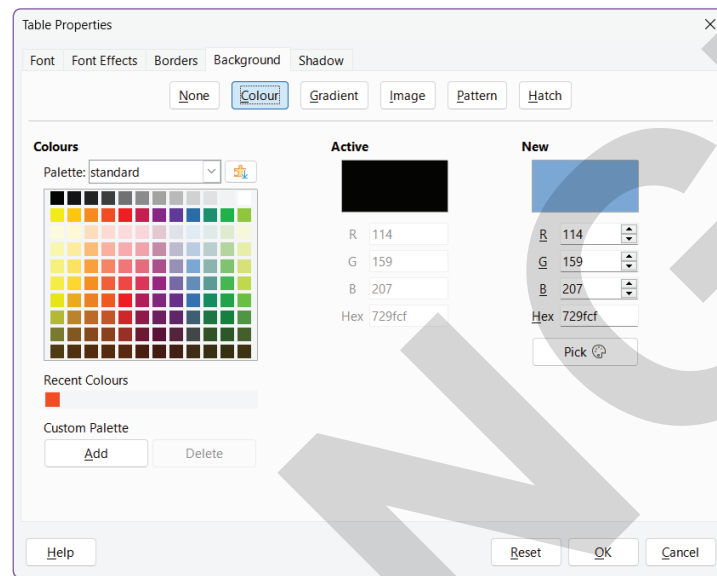 Table Properties
Font Font Effects Borders Background Shadow
None Colour Gradient Image Pattern Hatch
Colours Active New
Palette: standard
R 114 R 114
G 159 G 159
B 207 B 207
Hex 729fcf Hex 729fcf
Pick
Recent Colours
Custom Palette
Add Delete
Help Reset OK Cancel